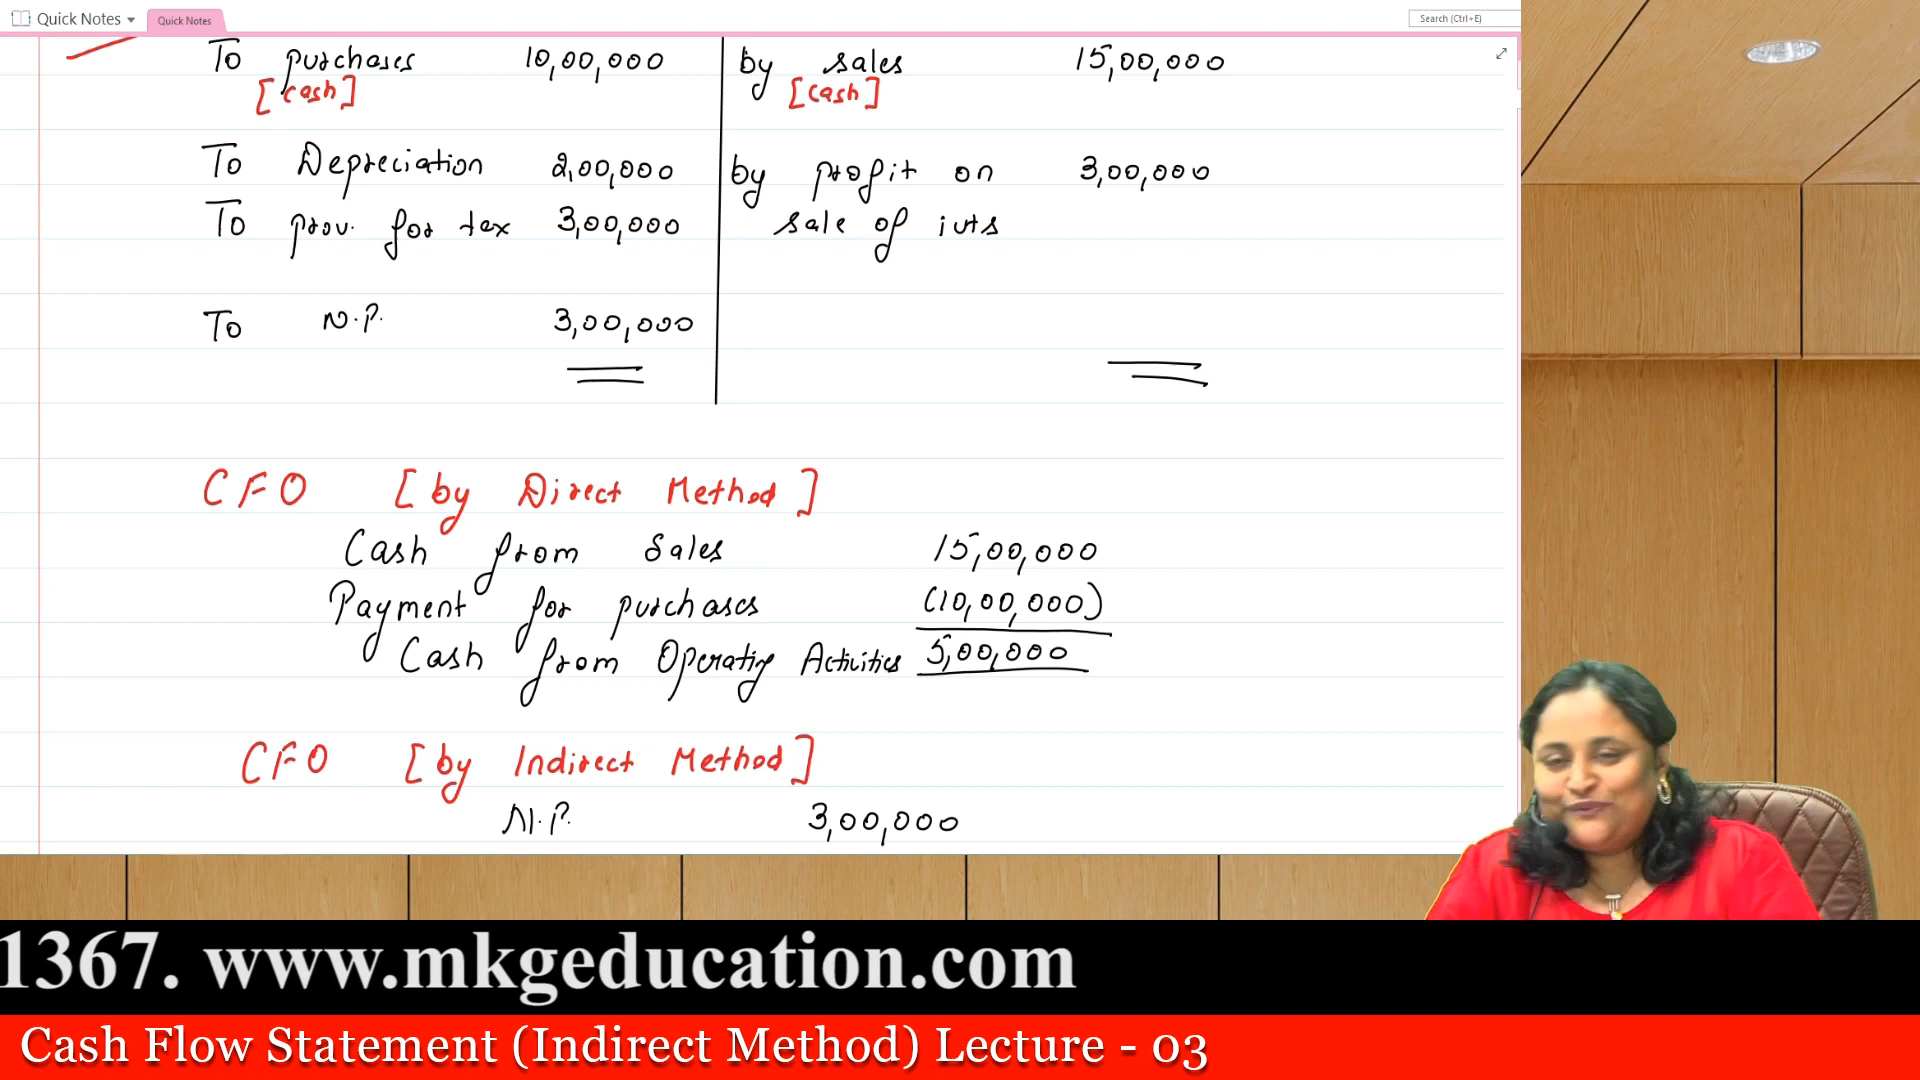 Quick Notes
Quick Notes
Search (Ctrl+E)
To purchases 10,00,000 by sales 15,00,000
[Cash] [Cash]
To Depreciation 2,00,000 by profit on 3,00,000
To prov. for tax 3,00,000 sale of ivts
To N.P. 3,00,000
CFO [by Direct Method]
Cash from Sales 15,00,000
Payment for purchases (10,00,000)
Cash from Operating Activities 5,00,000
CFO [by Indirect Method]
N.P. 3,00,000
1367. www.mkgeducation.com
Cash Flow Statement (Indirect Method) Lecture - 03